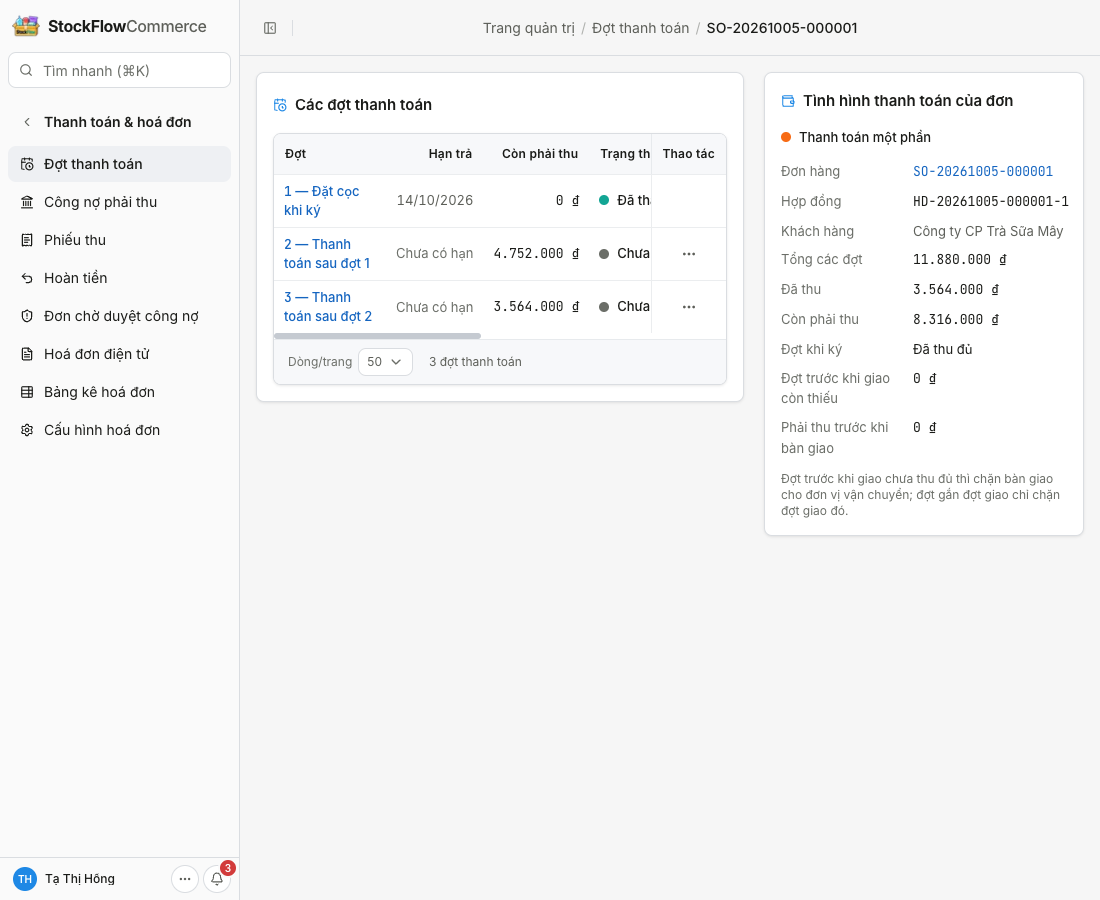 StockFlowCommerce
Tìm nhanh (⌘K)
Thanh toán & hoá đơn
Đợt thanh toán
Công nợ phải thu
Phiếu thu
Hoàn tiền
Đơn chờ duyệt công nợ
Hoá đơn điện tử
Bảng kê hoá đơn
Cấu hình hoá đơn
TH Tạ Thị Hồng
3
Trang quản trị / Đợt thanh toán / SO-20261005-000001
Các đợt thanh toán
Đợt Hạn trả Còn phải thu Trạng th Thao tác
1 — Đặt cọc
khi ký
14/10/2026 0 ₫ Đã th
2 — Thanh
toán sau đợt 1
Chưa có hạn 4.752.000 ₫ Chưa
3 — Thanh
toán sau đợt 2
Chưa có hạn 3.564.000 ₫ Chưa
Dòng/trang 50 3 đợt thanh toán
Tình hình thanh toán của đơn
Thanh toán một phần
Đơn hàng SO-20261005-000001
Hợp đồng HD-20261005-000001-1
Khách hàng Công ty CP Trà Sữa Mây
Tổng các đợt 11.880.000 ₫
Đã thu 3.564.000 ₫
Còn phải thu 8.316.000 ₫
Đợt khi ký Đã thu đủ
Đợt trước khi giao
còn thiếu
0 ₫
Phải thu trước khi
bàn giao
0 ₫
Đợt trước khi giao chưa thu đủ thì chặn bàn giao
cho đơn vị vận chuyển; đợt gắn đợt giao chỉ chặn
đợt giao đó.